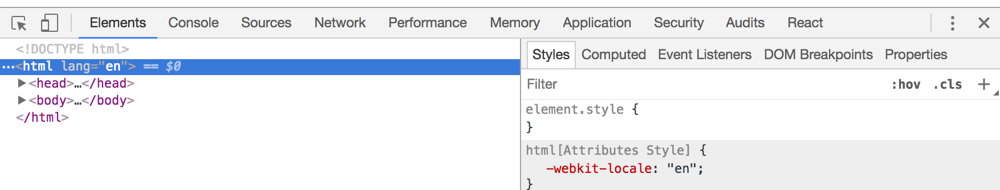 Elements Console Sources Network Performance Memory Application Security Audits React
<!DOCTYPE html>
…<html lang="en"> == $0
<head>…</head>
<body>…</body>
</html>
Styles Computed Event Listeners DOM Breakpoints Properties
Filter :hov .cls +
element.style {
}
html[Attributes Style] {
-webkit-locale: "en";
}